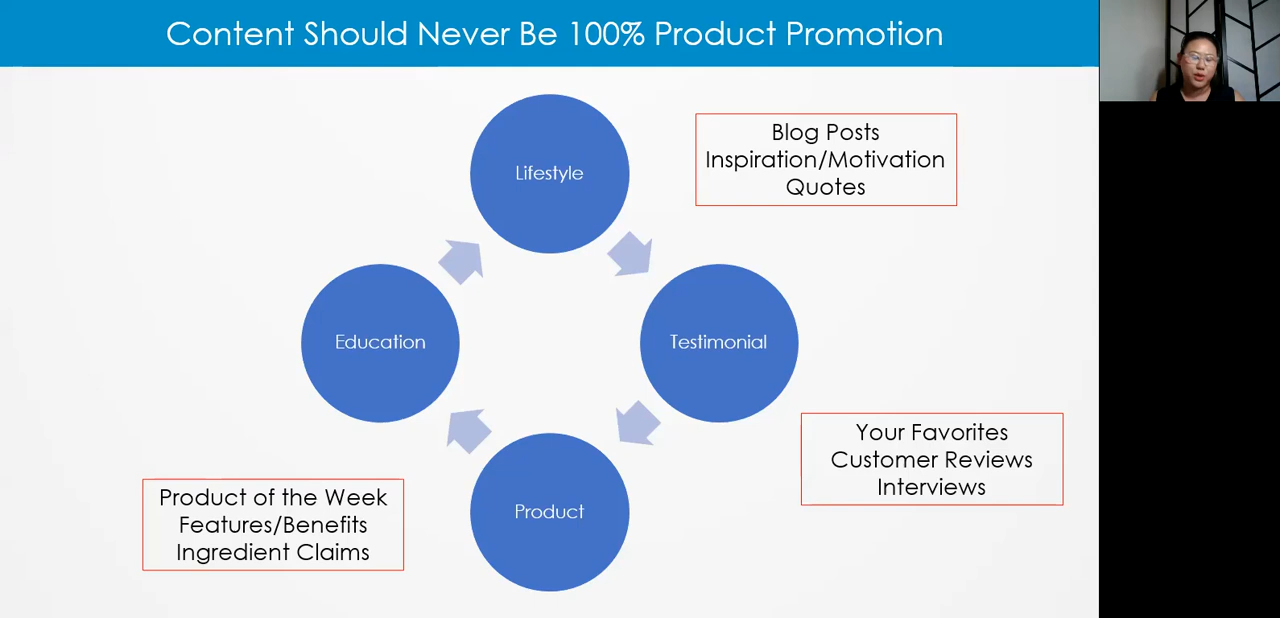 Content Should Never Be 100% Product Promotion
Lifestyle
Blog Posts
Inspiration/Motivation
Quotes
Education
Testimonial
Your Favorites
Customer Reviews
Interviews
Product
Product of the Week
Features/Benefits
Ingredient Claims